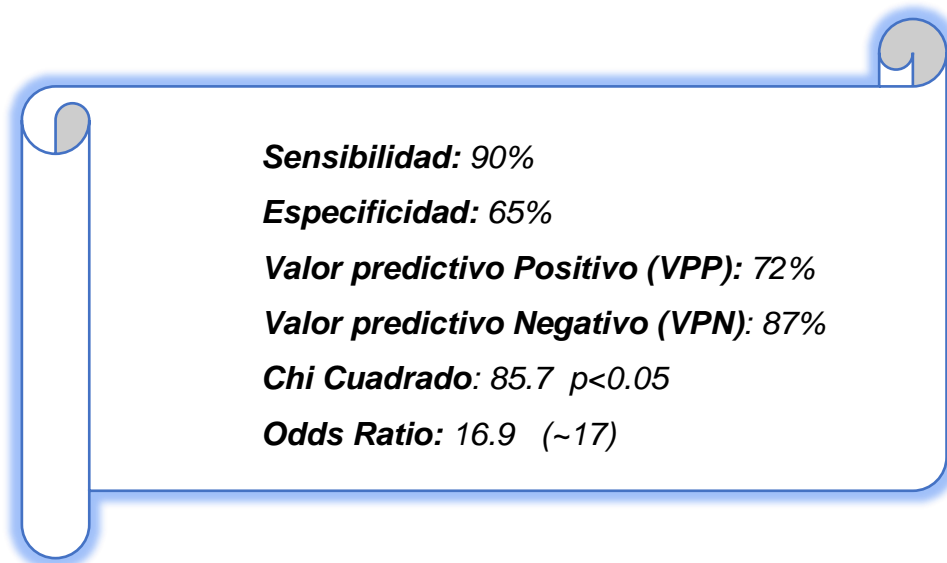 Sensibilidad: 90%
Especificidad: 65%
Valor predictivo Positivo (VPP): 72%
Valor predictivo Negativo (VPN): 87%
Chi Cuadrado: 85.7 p<0.05
Odds Ratio: 16.9 (~17)